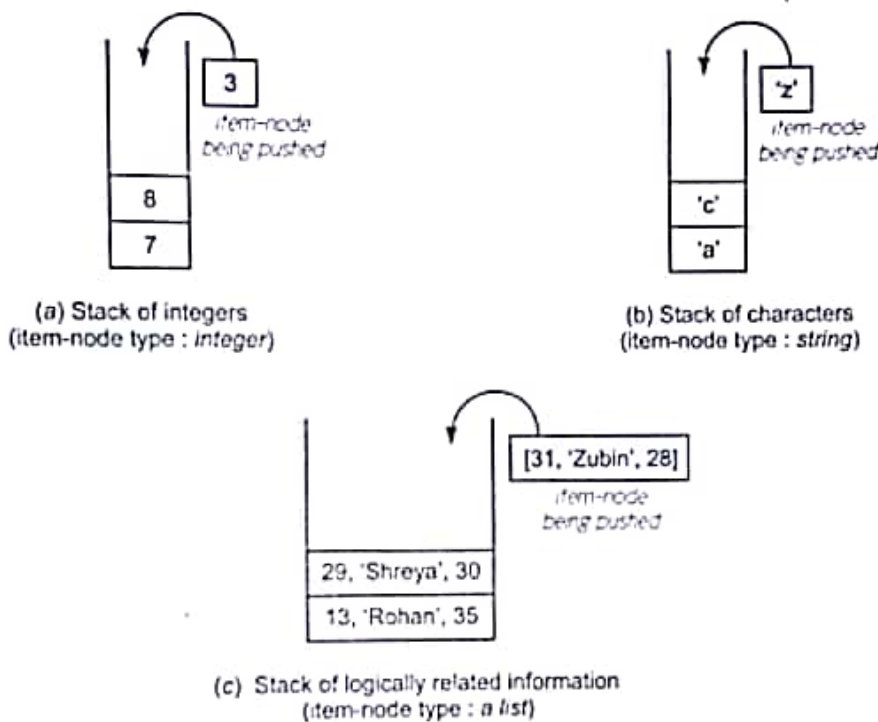 3
item-node
being pushed
8
7
(a) Stack of integers
(item-node type : integer)
'z'
item-node
being pushed
'c'
'a'
(b) Stack of characters
(item-node type : string)
[31, 'Zubin', 28]
item-node
being pushed
29, 'Shreya', 30
13, 'Rohan', 35
(c) Stack of logically related information
(item-node type : a list)